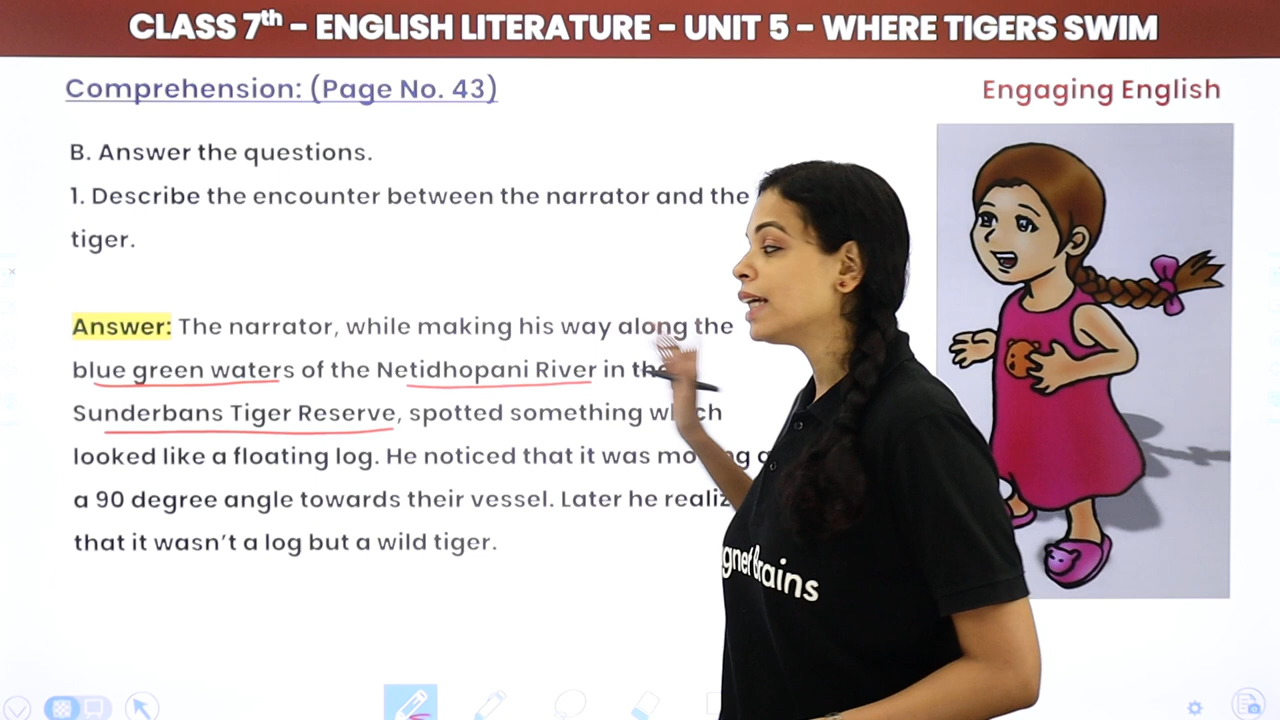 CLASS 7th - ENGLISH LITERATURE - UNIT 5 - WHERE TIGERS SWIM
Comprehension: (Page No. 43)
Engaging English
B. Answer the questions.
1. Describe the encounter between the narrator and the
tiger.
Answer: The narrator, while making his way along the
blue green waters of the Netidhopani River in the
Sunderbans Tiger Reserve, spotted something which
looked like a floating log. He noticed that it was
a 90 degree angle towards their vessel. Later he
that it wasn't a log but a wild tiger.
Brains